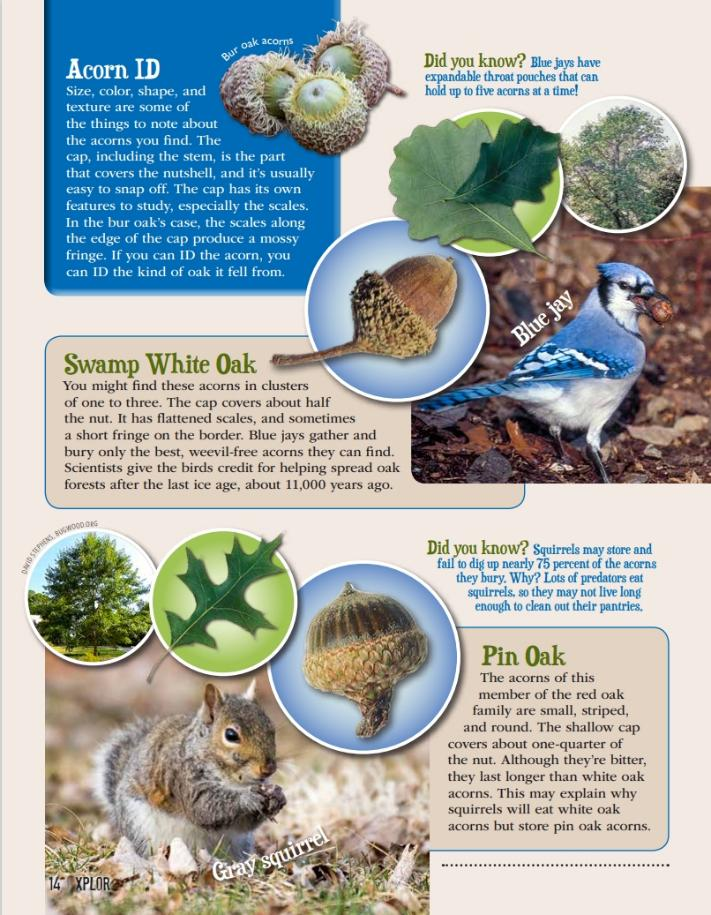 Bur oak acorns
Acorn ID
Size, color, shape, and
texture are some of
the things to note about
the acorns you find. The
cap, including the stem, is the part
that covers the nutshell, and it's usually
easy to snap off. The cap has its own
features to study, especially the scales.
In the bur oak's case, the scales along
the edge of the cap produce a mossy
fringe. If you can ID the acorn, you
can ID the kind of oak it fell from.
Did you know? Blue jays have
expandable throat pouches that can
hold up to five acorns at a time!
Blue jay
Swamp White Oak
You might find these acorns in clusters
of one to three. The cap covers about half
the nut. It has flattened scales, and sometimes
a short fringe on the border. Blue jays gather and
bury only the best, weevil-free acorns they can find.
Scientists give the birds credit for helping spread oak
forests after the last ice age, about 11,000 years ago.
DAVID STEPHENS, BUGWOOD.ORG
Did you know? Squirrels may store and
fail to dig up nearly 75 percent of the acorns
they bury. Why? Lots of predators eat
squirrels, so they may not live long
enough to clean out their pantries.
Pin Oak
The acorns of this
member of the red oak
family are small, striped,
and round. The shallow cap
covers about one-quarter of
the nut. Although they're bitter,
they last longer than white oak
acorns. This may explain why
squirrels will eat white oak
acorns but store pin oak acorns.
Gray squirrel
14 XPLOR